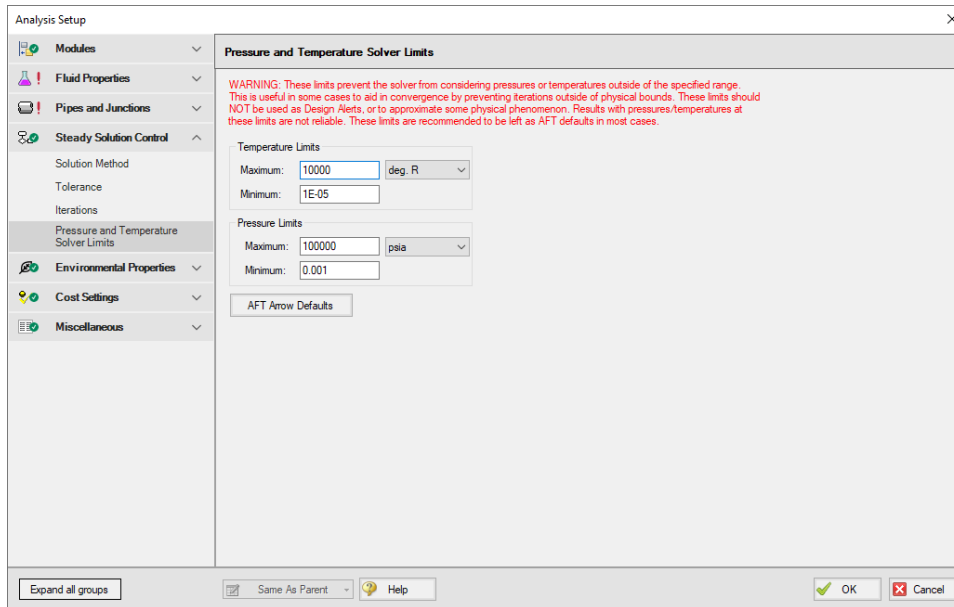 Analysis Setup
Modules
Fluid Properties
Pipes and Junctions
Steady Solution Control
Solution Method
Tolerance
Iterations
Pressure and Temperature
Solver Limits
Environmental Properties
Cost Settings
Miscellaneous
Pressure and Temperature Solver Limits
WARNING: These limits prevent the solver from considering pressures or temperatures outside of the specified range.
This is useful in some cases to aid in convergence by preventing iterations outside of physical bounds. These limits should
NOT be used as Design Alerts, or to approximate some physical phenomenon. Results with pressures/temperatures at
these limits are not reliable. These limits are recommended to be left as AFT defaults in most cases.
Temperature Limits
Maximum: 10000 deg. R
Minimum: 1E-05
Pressure Limits
Maximum: 100000 psia
Minimum: 0.001
AFT Arrow Defaults
Expand all groups Same As Parent Help OK Cancel